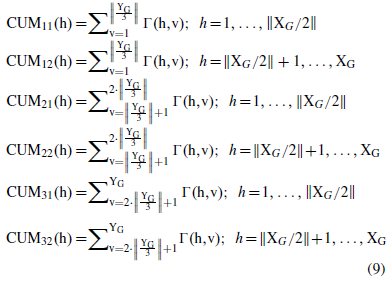 CUM₁₁(h) = ∑_{v=1}^{‖Y_G/3‖} Γ(h,v); h=1, ..., ‖X_G/2‖
CUM₁₂(h) = ∑_{v=1}^{‖Y_G/3‖} Γ(h,v); h=‖X_G/2‖ + 1, ..., X_G
CUM₂₁(h) = ∑_{v=‖Y_G/3‖+1}^{2·‖Y_G/3‖} Γ(h,v); h=1, ..., ‖X_G/2‖
CUM₂₂(h) = ∑_{v=‖Y_G/3‖+1}^{2·‖Y_G/3‖} Γ(h,v); h=‖X_G/2‖+1, ..., X_G
CUM₃₁(h) = ∑_{v=2·‖Y_G/3‖+1}^{Y_G} Γ(h,v); h=1, ..., ‖X_G/2‖
CUM₃₂(h) = ∑_{v=2·‖Y_G/3‖+1}^{Y_G} Γ(h,v); h=‖X_G/2‖+1, ..., X_G
(9)